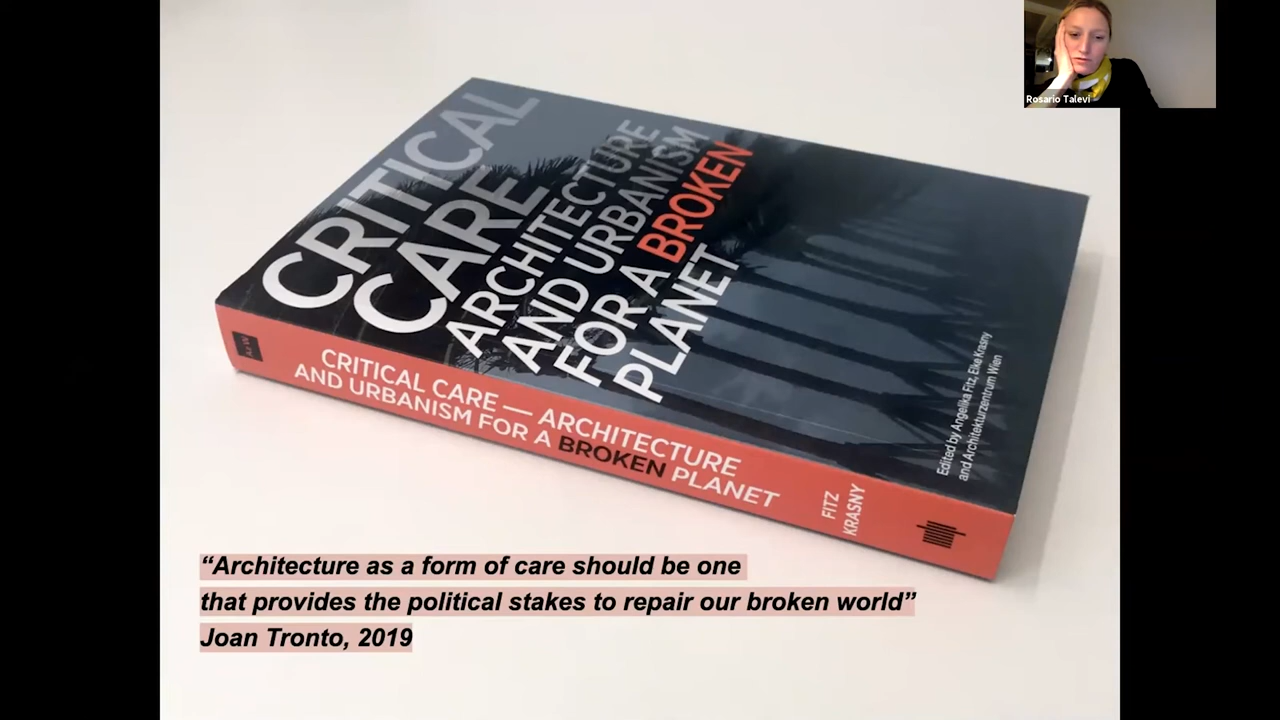 Rosario Talevi
CRITICAL
CARE
ARCHITECTURE
AND URBANISM
FOR A BROKEN
PLANET
Edited by Angelika Fitz, Elke Krasny
and Architekturzentrum Wien
Az W
CRITICAL CARE — ARCHITECTURE
AND URBANISM FOR A BROKEN PLANET
FITZ
KRASNY
“Architecture as a form of care should be one
that provides the political stakes to repair our broken world”
Joan Tronto, 2019